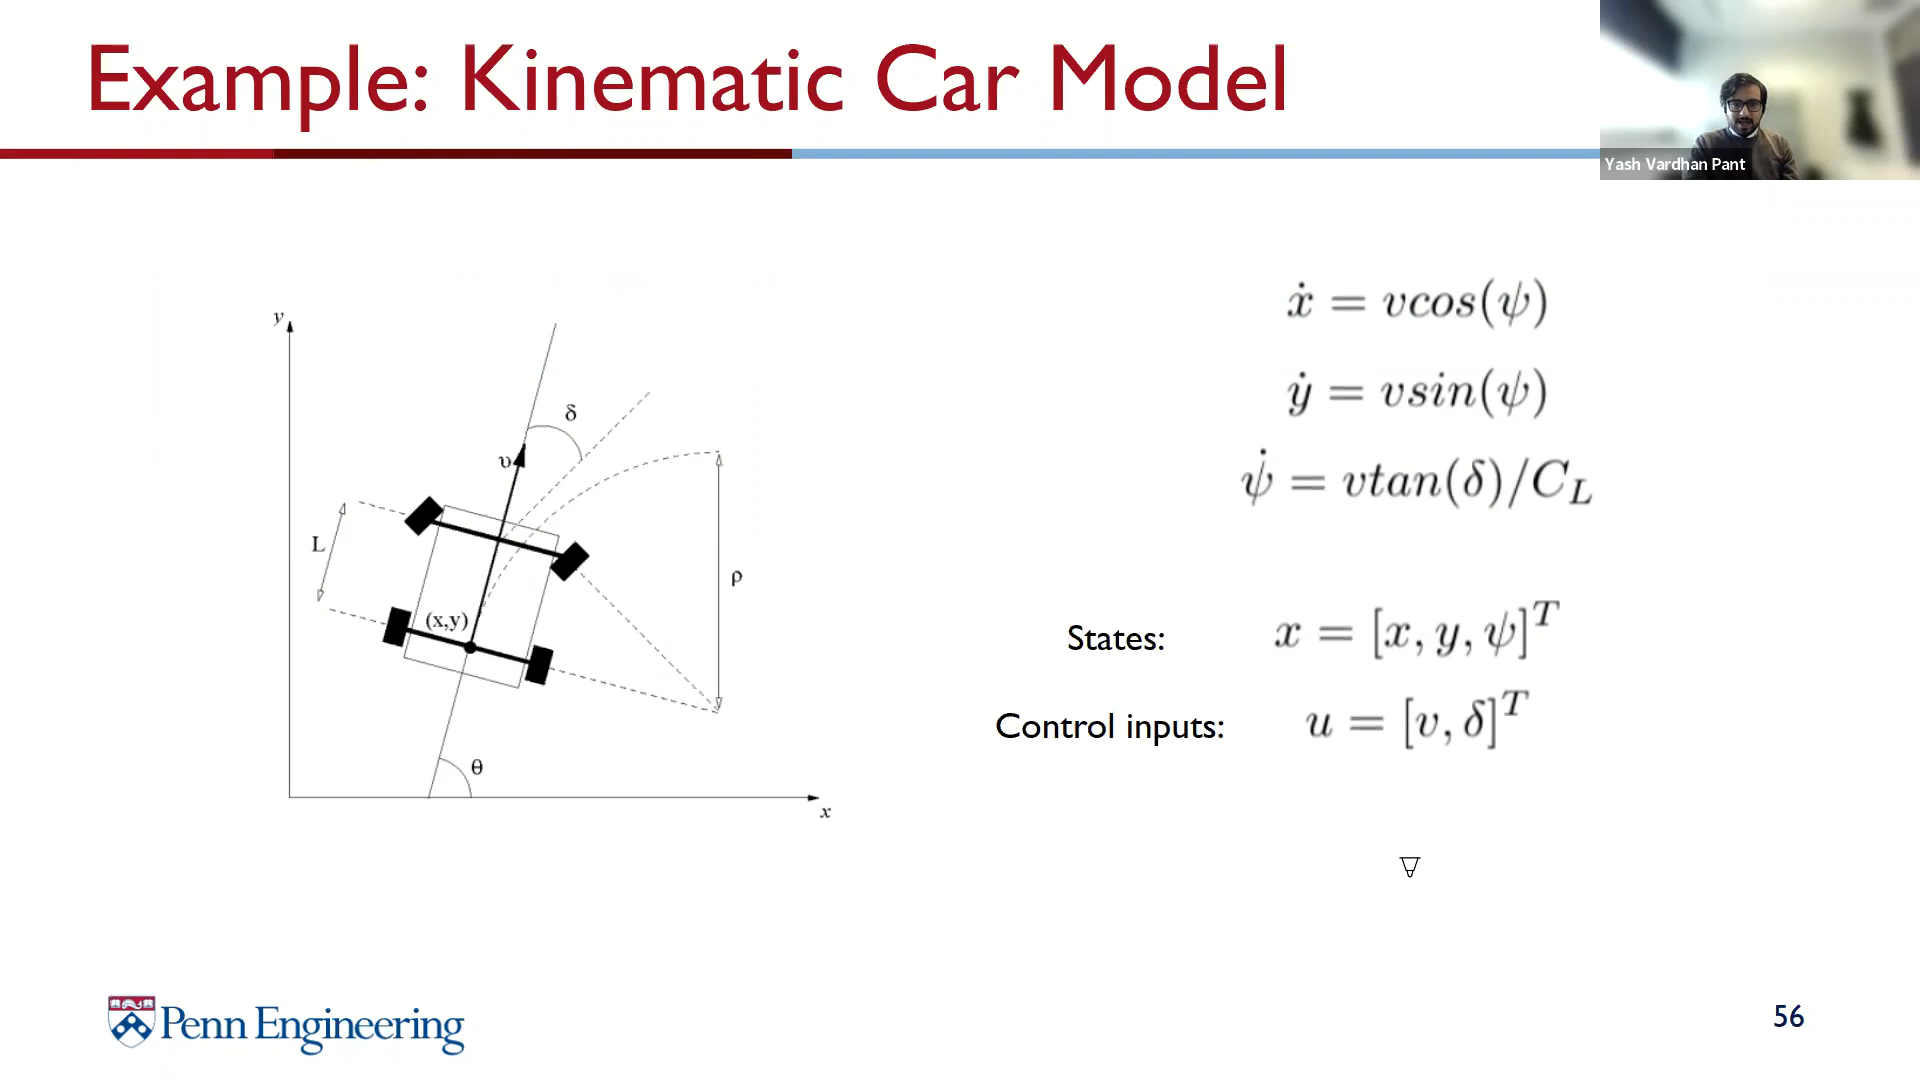 Example: Kinematic Car Model
Yash Vardhan Pant
y
δ
υ
L
(x,y)
ρ
θ
x
ẋ = vcos(ψ)
ẏ = vsin(ψ)
ψ̇ = vtan(δ)/C_L
States: x = [x, y, ψ]^T
Control inputs: u = [v, δ]^T
Penn Engineering
56